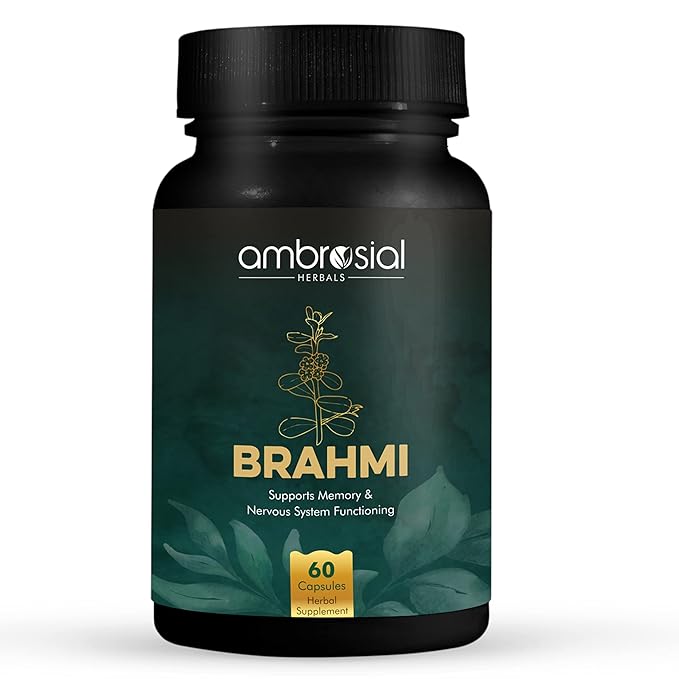 ambrosial
HERBALS
BRAHMI
Supports Memory &
Nervous System Functioning
60
Capsules
Herbal
Supplement